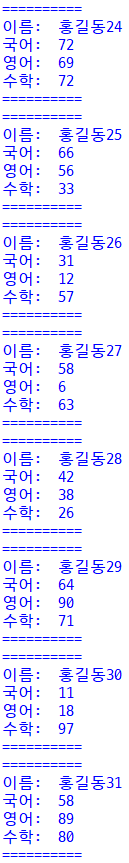 ==========
이름:  홍길동24
국어:  72
영어:  69
수학:  72
==========
==========
이름:  홍길동25
국어:  66
영어:  56
수학:  33
==========
==========
이름:  홍길동26
국어:  31
영어:  12
수학:  57
==========
==========
이름:  홍길동27
국어:  58
영어:  6
수학:  63
==========
==========
이름:  홍길동28
국어:  42
영어:  38
수학:  26
==========
==========
이름:  홍길동29
국어:  64
영어:  90
수학:  71
==========
==========
이름:  홍길동30
국어:  11
영어:  18
수학:  97
==========
==========
이름:  홍길동31
국어:  58
영어:  89
수학:  80
==========